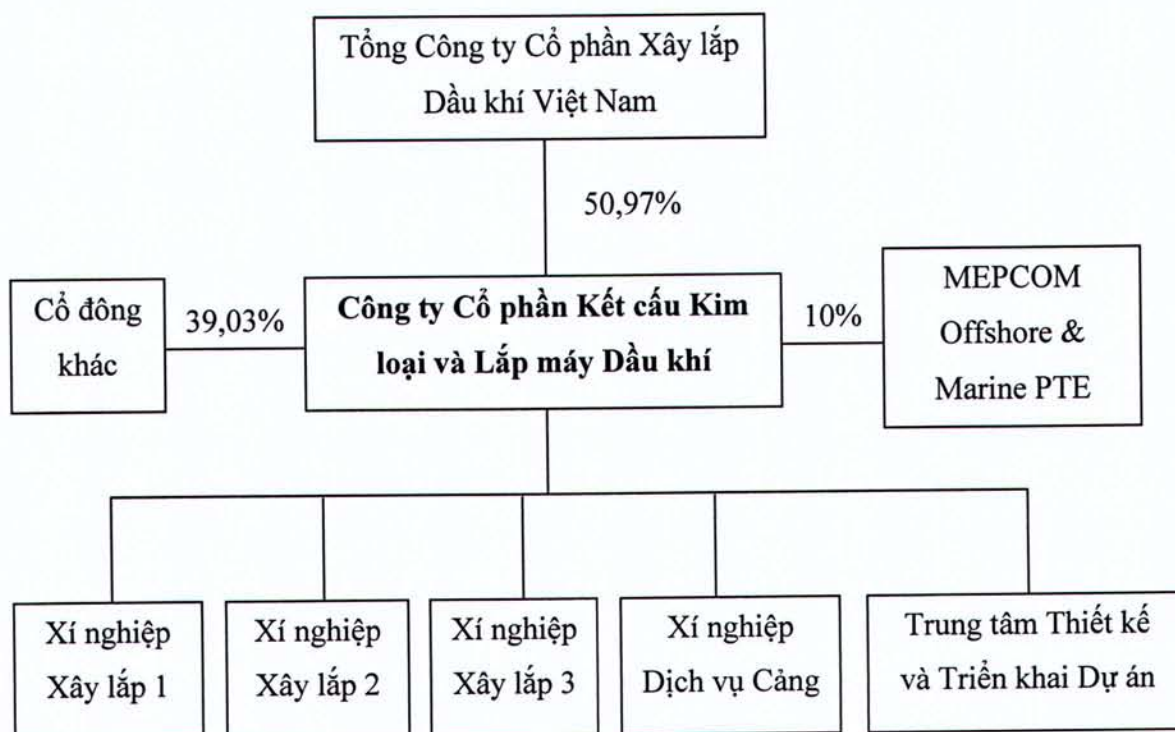 Tổng Công ty Cổ phần Xây lắp
Dầu khí Việt Nam
50,97%
Cổ đông
khác
39,03%
Công ty Cổ phần Kết cấu Kim
loại và Lắp máy Dầu khí
10%
MEPCOM
Offshore &
Marine PTE
Xí nghiệp
Xây lắp 1
Xí nghiệp
Xây lắp 2
Xí nghiệp
Xây lắp 3
Xí nghiệp
Dịch vụ Cảng
Trung tâm Thiết kế
và Triển khai Dự án